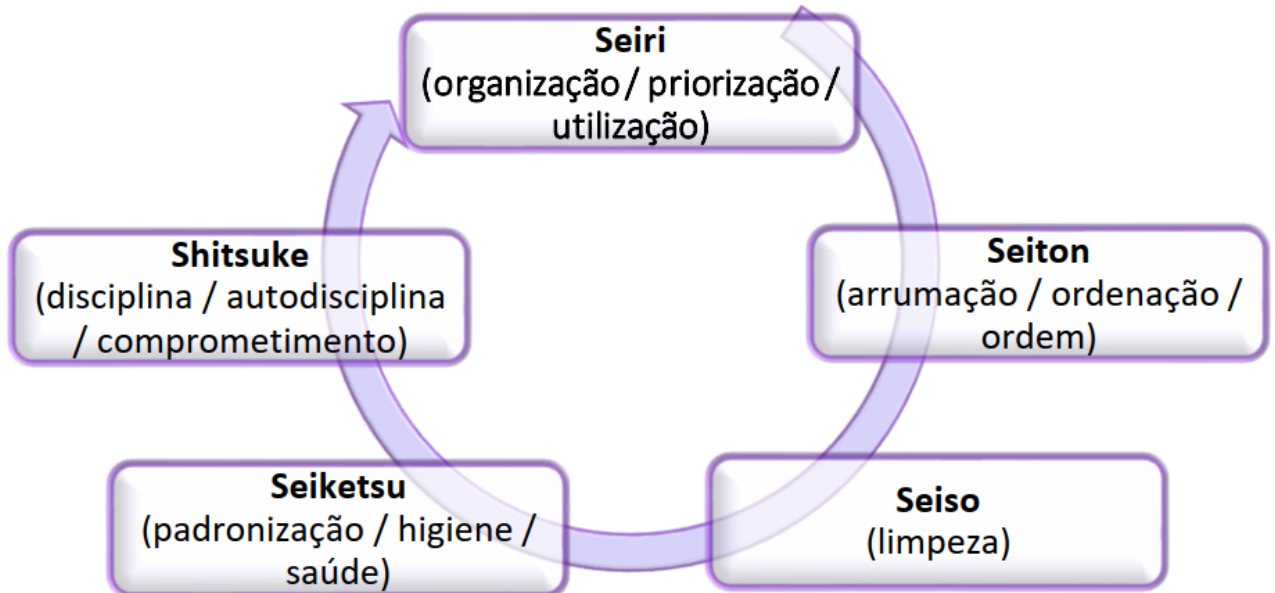 Seiri
(organização / priorização /
utilização)
Seiton
(arrumação / ordenação /
ordem)
Seiso
(limpeza)
Seiketsu
(padronização / higiene /
saúde)
Shitsuke
(disciplina / autodisciplina
/ comprometimento)